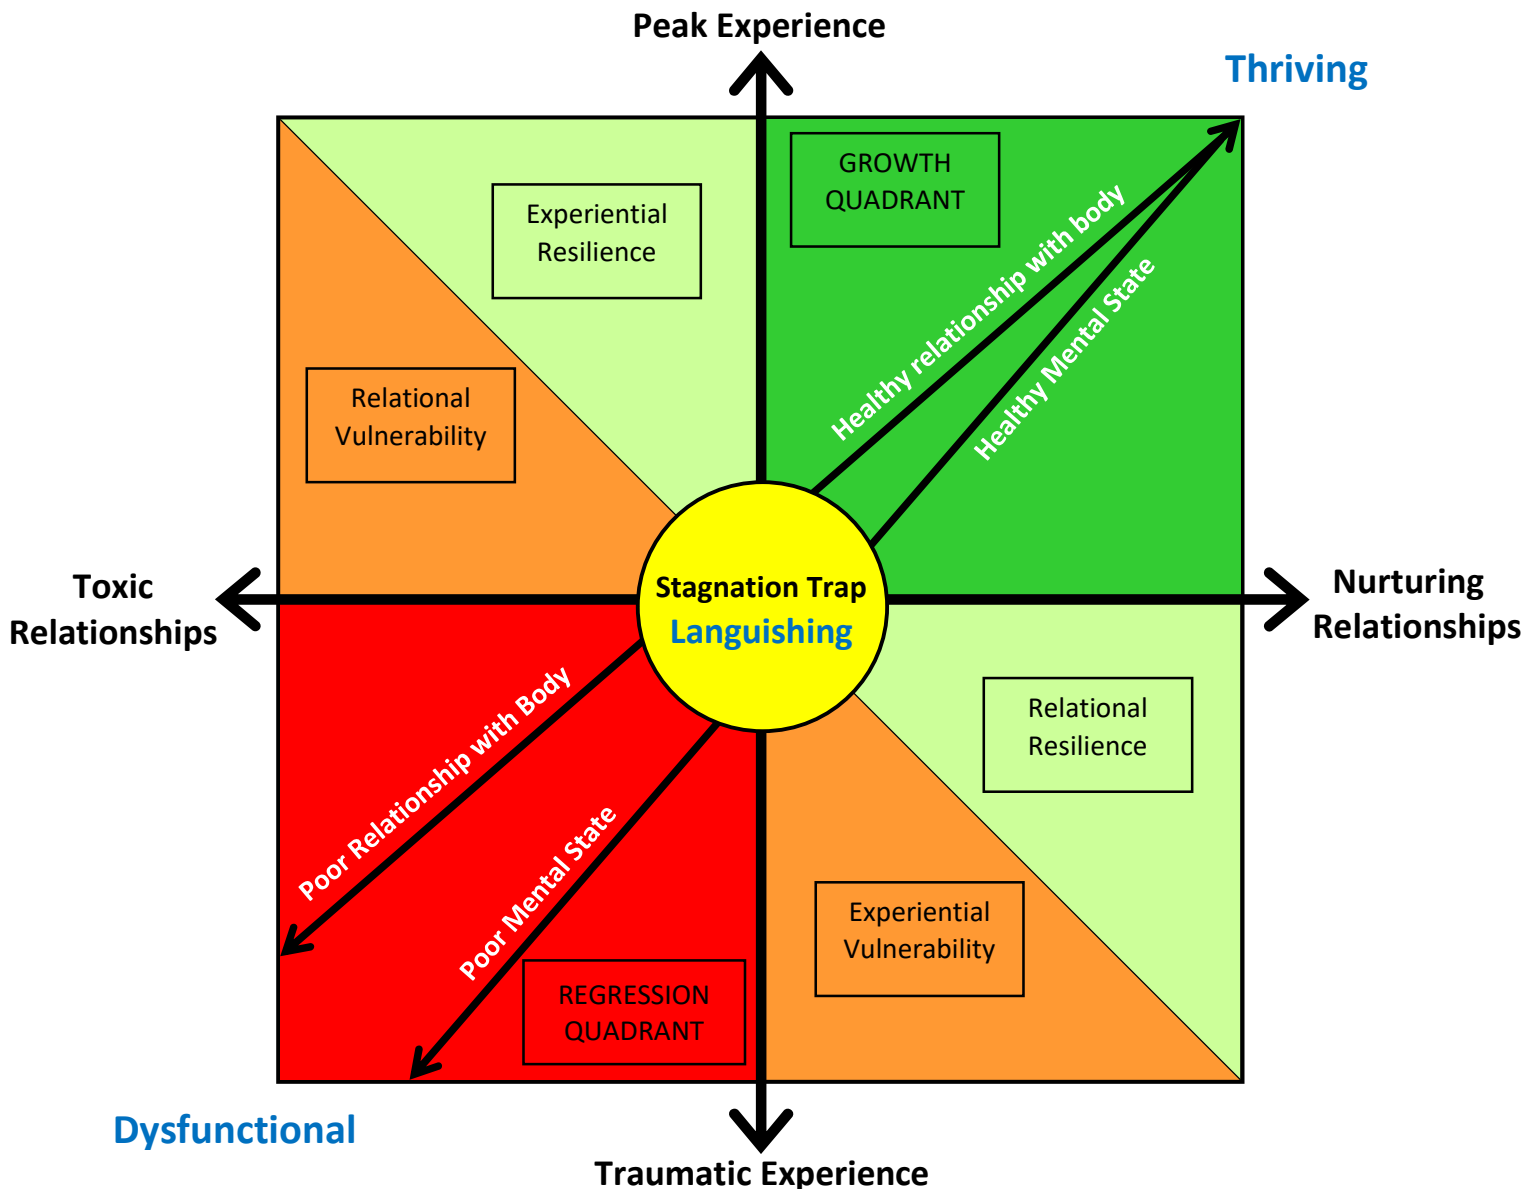 Peak Experience
Thriving
GROWTH
QUADRANT
Experiential
Resilience
Healthy relationship with body
Healthy Mental State
Relational
Vulnerability
Toxic
Relationships
Stagnation Trap
Languishing
Nurturing
Relationships
Relational
Resilience
Poor Relationship with Body
Poor Mental State
Experiential
Vulnerability
REGRESSION
QUADRANT
Dysfunctional
Traumatic Experience